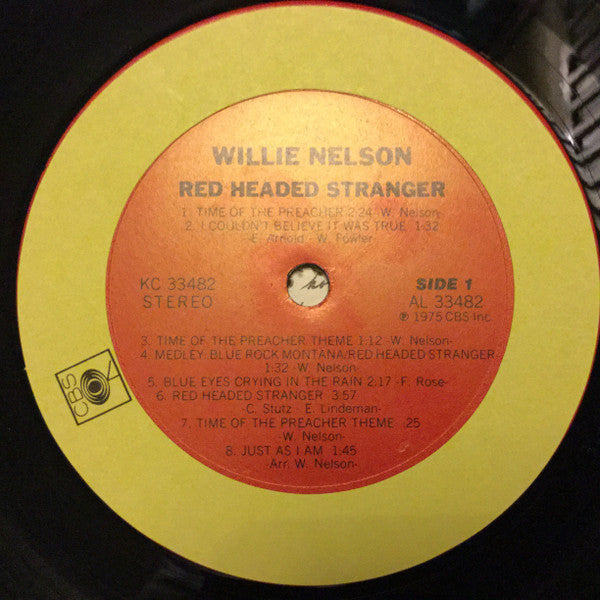 WILLIE NELSON
RED HEADED STRANGER
1. TIME OF THE PREACHER 2:24 -W. Nelson-
2. I COULDN'T BELIEVE IT WAS TRUE 1:32
-E. Arnold - W. Fowler-
KC 33482
STEREO
SIDE 1
AL 33482
℗ 1975 CBS Inc.
3. TIME OF THE PREACHER THEME 1:12 -W. Nelson-
4. MEDLEY: BLUE ROCK MONTANA/RED HEADED STRANGER
1:32 -W. Nelson-
5. BLUE EYES CRYING IN THE RAIN 2:17 -F. Rose-
6. RED HEADED STRANGER 3:57
-C. Stutz - E. Lindeman-
7. TIME OF THE PREACHER THEME :25
-W. Nelson-
8. JUST AS I AM 1:45
-Arr. W. Nelson-
CBS